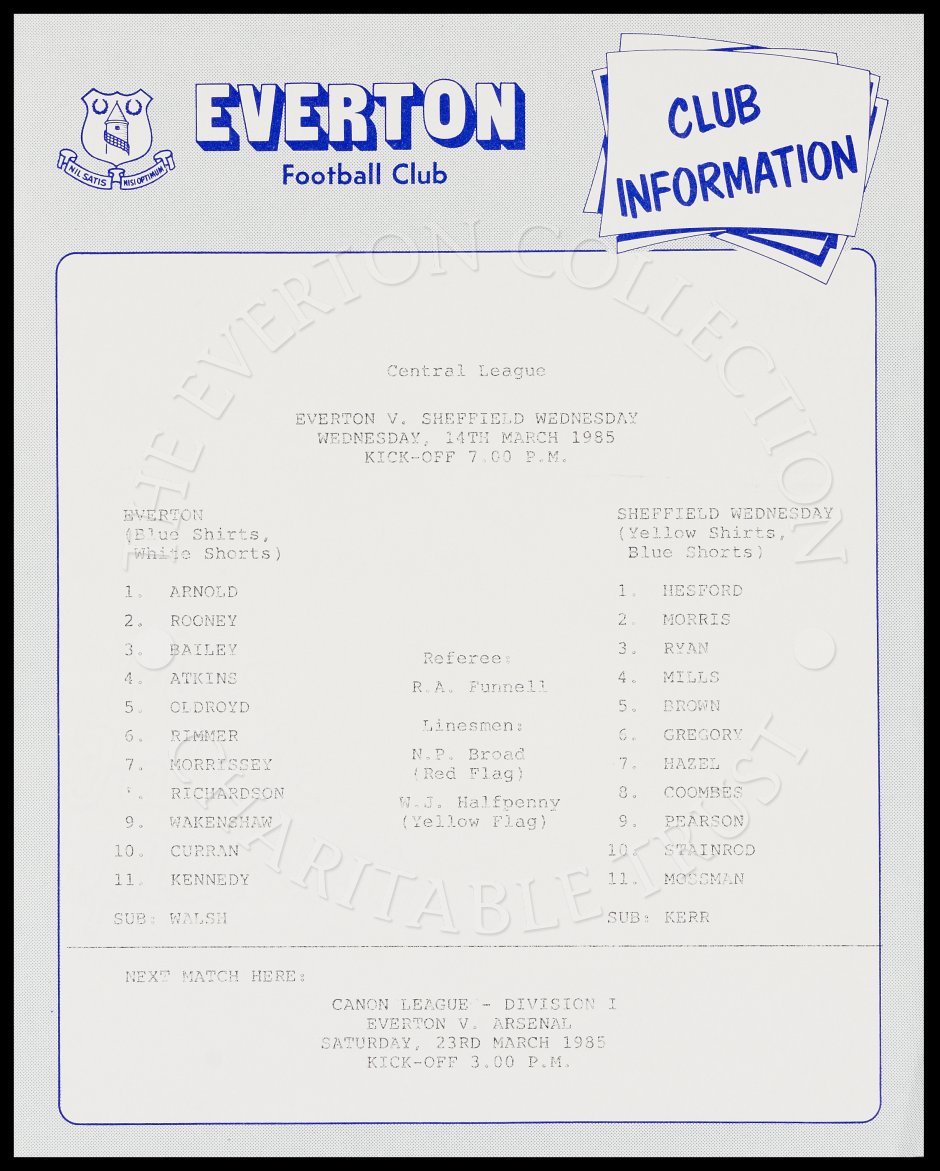 NIL SATIS NISI OPTIMUM
EVERTON
Football Club
CLUB
INFORMATION
THE EVERTON COLLECTION
CHARITABLE TRUST
Central League
EVERTON V. SHEFFIELD WEDNESDAY
WEDNESDAY, 14TH MARCH 1985
KICK-OFF 7.00 P.M.
EVERTON
(Blue Shirts,
White Shorts)
1. ARNOLD
2. ROONEY
3. BAILEY
4. ATKINS
5. OLDROYD
6. RIMMER
7. MORRISSEY
RICHARDSON
9. WAKENSHAW
10. CURRAN
11. KENNEDY
SUB: WALSH
Referee:
R.A. Funnell
Linesmen:
N.P. Broad
(Red Flag)
W.J. Halfpenny
(Yellow Flag)
SHEFFIELD WEDNESDAY
(Yellow Shirts,
Blue Shorts)
1. HESFORD
2. MORRIS
3. RYAN
4. MILLS
5. BROWN
6. GREGORY
7. HAZEL
8. COOMBES
9. PEARSON
10. STAINROD
11. MOSSMAN
SUB: KERR
NEXT MATCH HERE:
CANON LEAGUE - DIVISION I
EVERTON V. ARSENAL
SATURDAY, 23RD MARCH 1985
KICK-OFF 3.00 P.M.